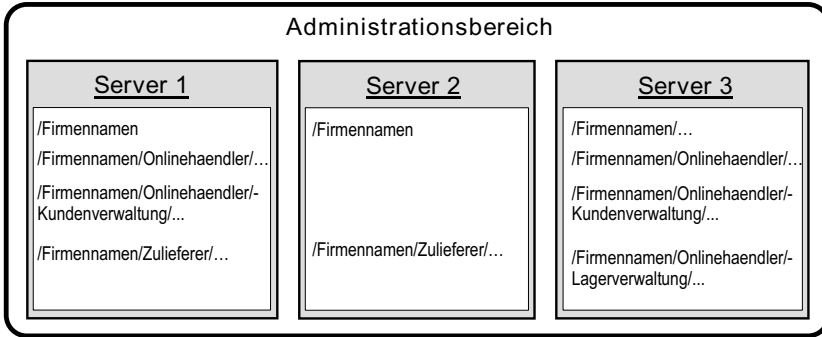 Administrationsbereich
Server 1
/Firmennamen
/Firmennamen/Onlinehaendler/…
/Firmennamen/Onlinehaendler/-
Kundenverwaltung/...
/Firmennamen/Zulieferer/…
Server 2
/Firmennamen
/Firmennamen/Zulieferer/…
Server 3
/Firmennamen/…
/Firmennamen/Onlinehaendler/…
/Firmennamen/Onlinehaendler/-
Kundenverwaltung/...
/Firmennamen/Onlinehaendler/-
Lagerverwaltung/...